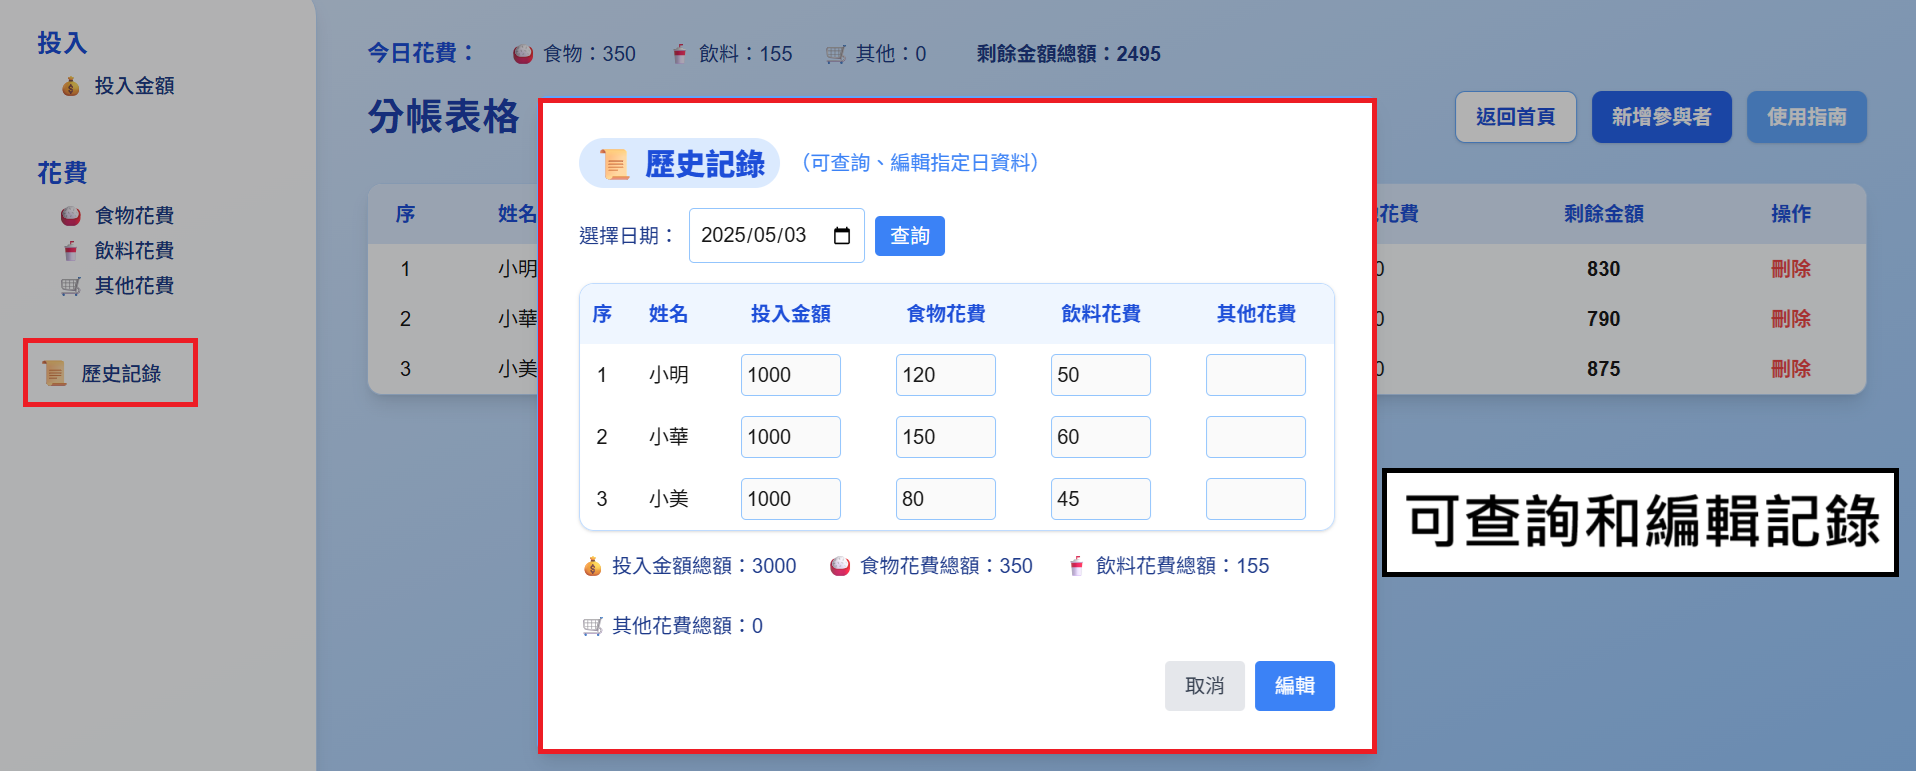 投入
投入金額
花費
食物花費
飲料花費
其他花費
歷史記錄
今日花費： 食物：350 飲料：155 其他：0 剩餘金額總額：2495
分帳表格
返回首頁 新增參與者 使用指南
序 姓名 花費 剩餘金額 操作
1 小明 0 830 刪除
2 小華 0 790 刪除
3 小美 0 875 刪除
歷史記錄 （可查詢、編輯指定日資料）
選擇日期： 2025/05/03 查詢
序 姓名 投入金額 食物花費 飲料花費 其他花費
1 小明 1000 120 50
2 小華 1000 150 60
3 小美 1000 80 45
投入金額總額：3000 食物花費總額：350 飲料花費總額：155
其他花費總額：0
取消 編輯
可查詢和編輯記錄